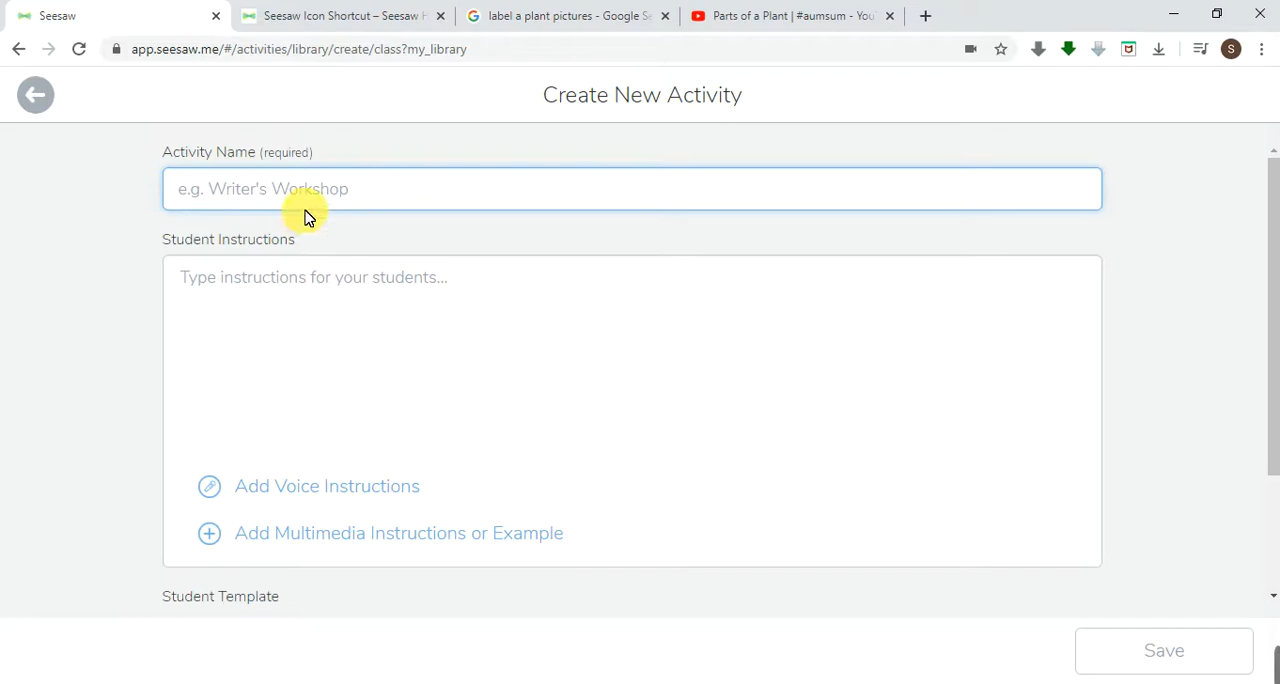 Seesaw
Seesaw Icon Shortcut – Seesaw H
label a plant pictures - Google Se
Parts of a Plant | #aumsum - You
app.seesaw.me/#/activities/library/create/class?my_library
S
Create New Activity
Activity Name (required)
e.g. Writer's Workshop
Student Instructions
Type instructions for your students...
Add Voice Instructions
Add Multimedia Instructions or Example
Student Template
Save